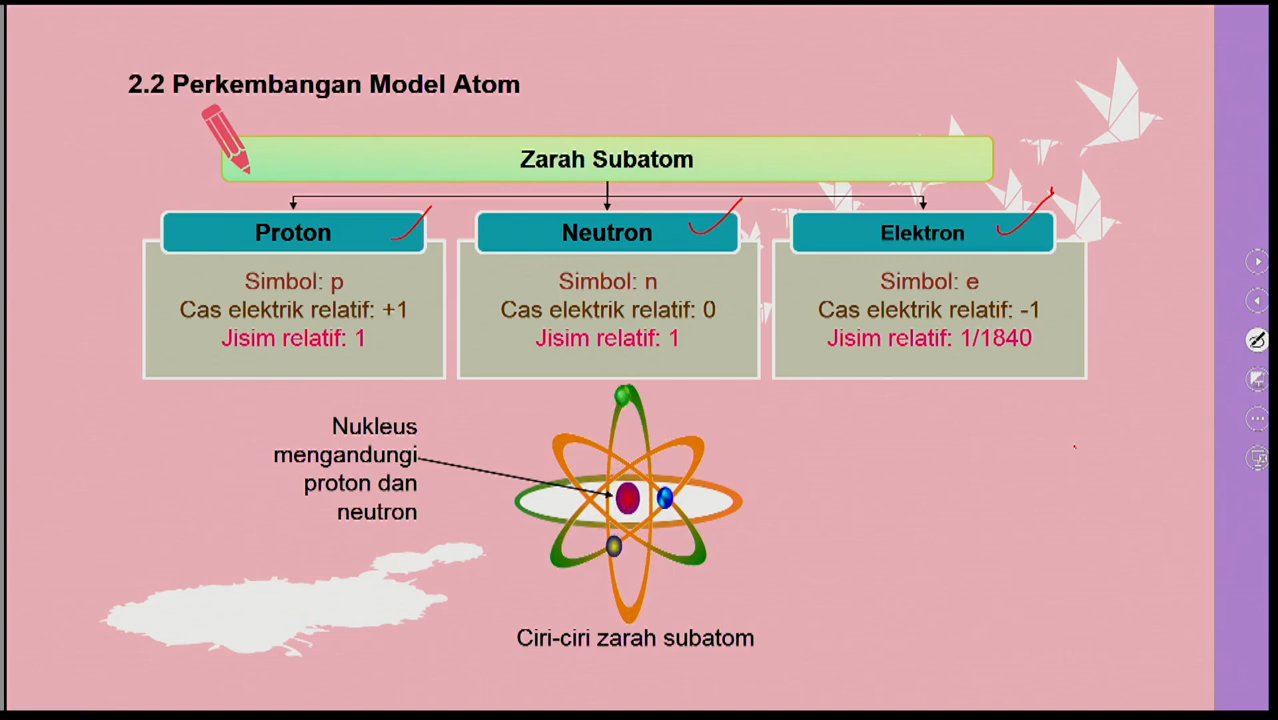 2.2 Perkembangan Model Atom
Zarah Subatom
Proton
Simbol: p
Cas elektrik relatif: +1
Jisim relatif: 1
Neutron
Simbol: n
Cas elektrik relatif: 0
Jisim relatif: 1
Elektron
Simbol: e
Cas elektrik relatif: -1
Jisim relatif: 1/1840
Nukleus
mengandungi
proton dan
neutron
Ciri-ciri zarah subatom